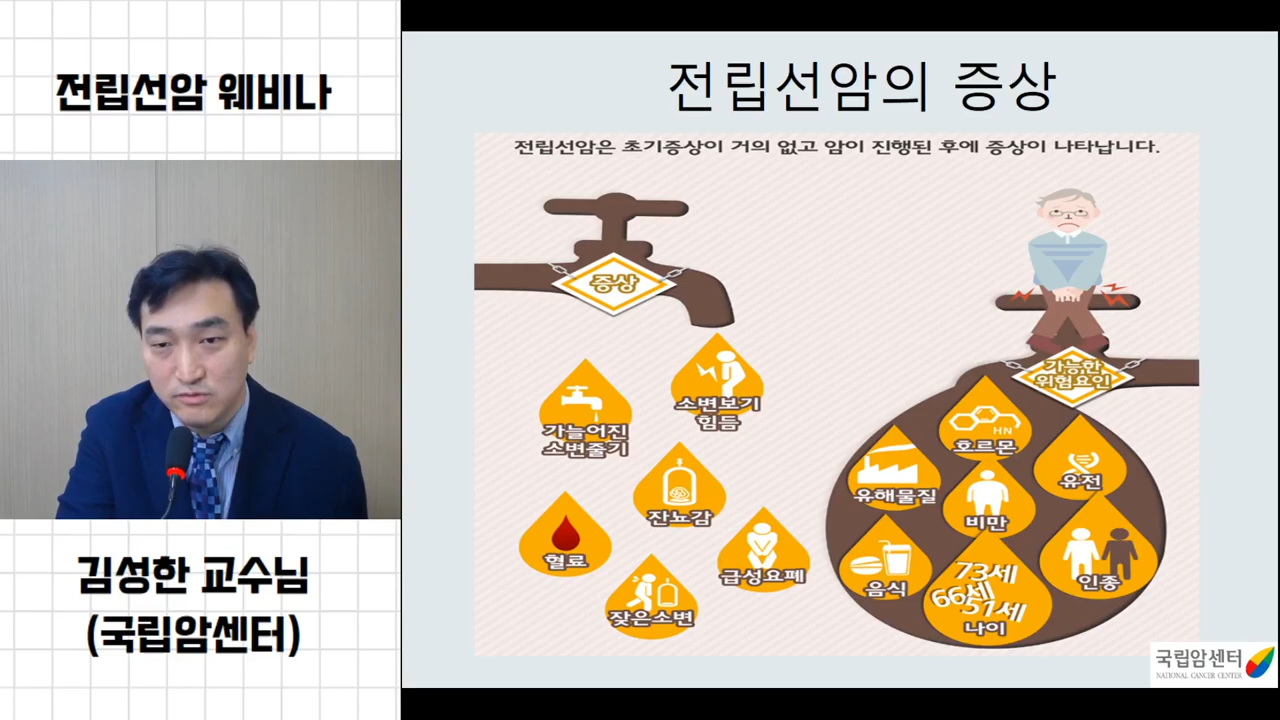 전립선암 웨비나
김성한 교수님
(국립암센터)
전립선암의 증상
전립선암은 초기증상이 거의 없고 암이 진행된 후에 증상이 나타납니다.
증상
가늘어진
소변줄기
소변보기
힘듬
잔뇨감
혈료
급성요폐
잦은소변
가능한
위험요인
호르몬
HN
유해물질
유전
비만
음식
인종
73세
66세
51세
나이
국립암센터
NATIONAL CANCER CENTER